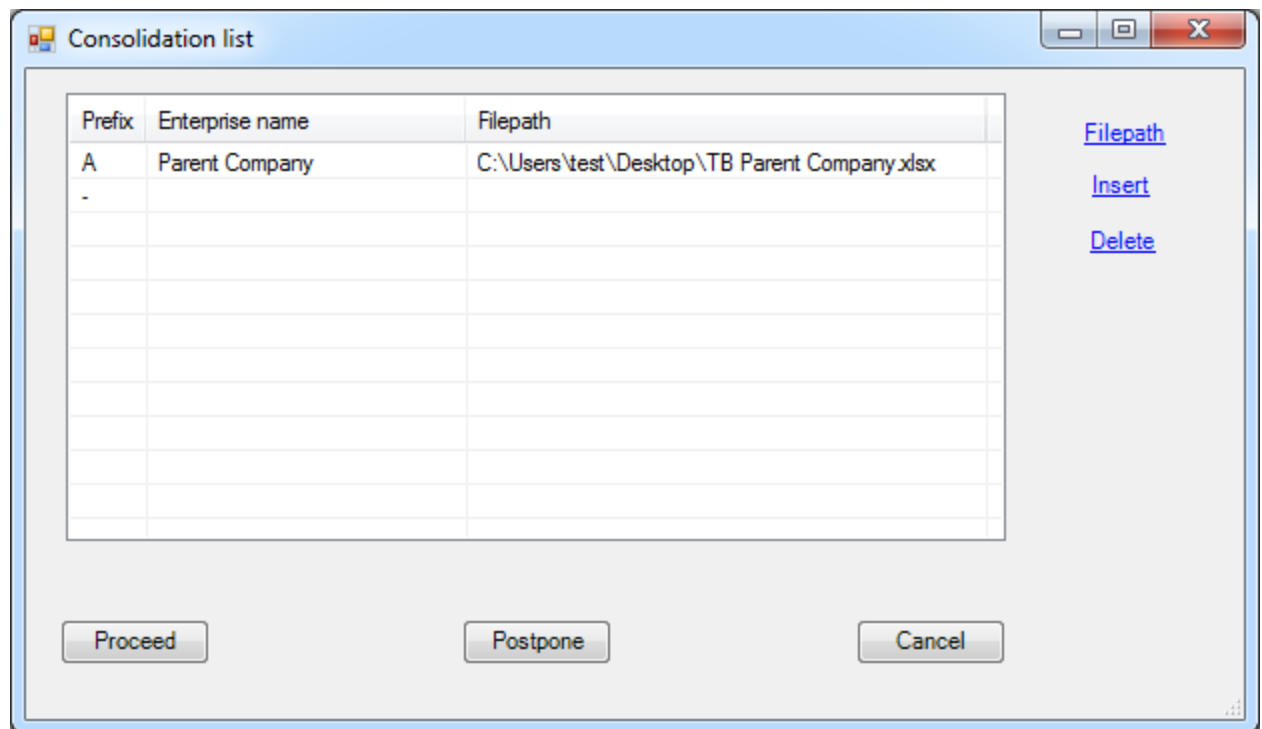 Consolidation list
Prefix Enterprise name Filepath
A Parent Company C:\Users\test\Desktop\TB Parent Company.xlsx
-
Filepath
Insert
Delete
Proceed Postpone Cancel